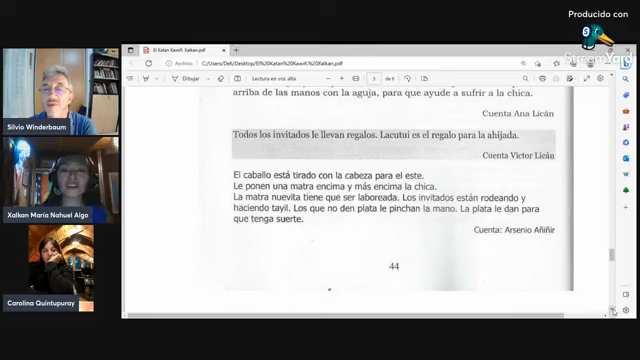 Producido con
StreamYard
El Katan Kawiñ Xalkan.pdf
Archivo
C:/Users/Dell/Desktop/El%20Katan%20Kawiñ.%20Xalkan.pdf
Dibujar
Lectura en voz alta
5
de 9
arriba de las manos con la aguja, para que ayude a sufrir a la chica.
Cuenta Ana Licán
Todos los invitados le llevan regalos. Lacutui es el regalo para la ahijada.
Cuenta Victor Licán
El caballo está tirado con la cabeza para el este.
Le ponen una matra encima y más encima la chica.
La matra nuevita tiene que ser laboreada. Los invitados están rodeando y
haciendo tayil. Los que no den plata le pinchan la mano. La plata le dan para
que tenga suerte.
Cuenta: Arsenio Añiñir
44
Silvio Winderbaum
Xalkan María Nahuel Aigo
Carolina Quintupuray